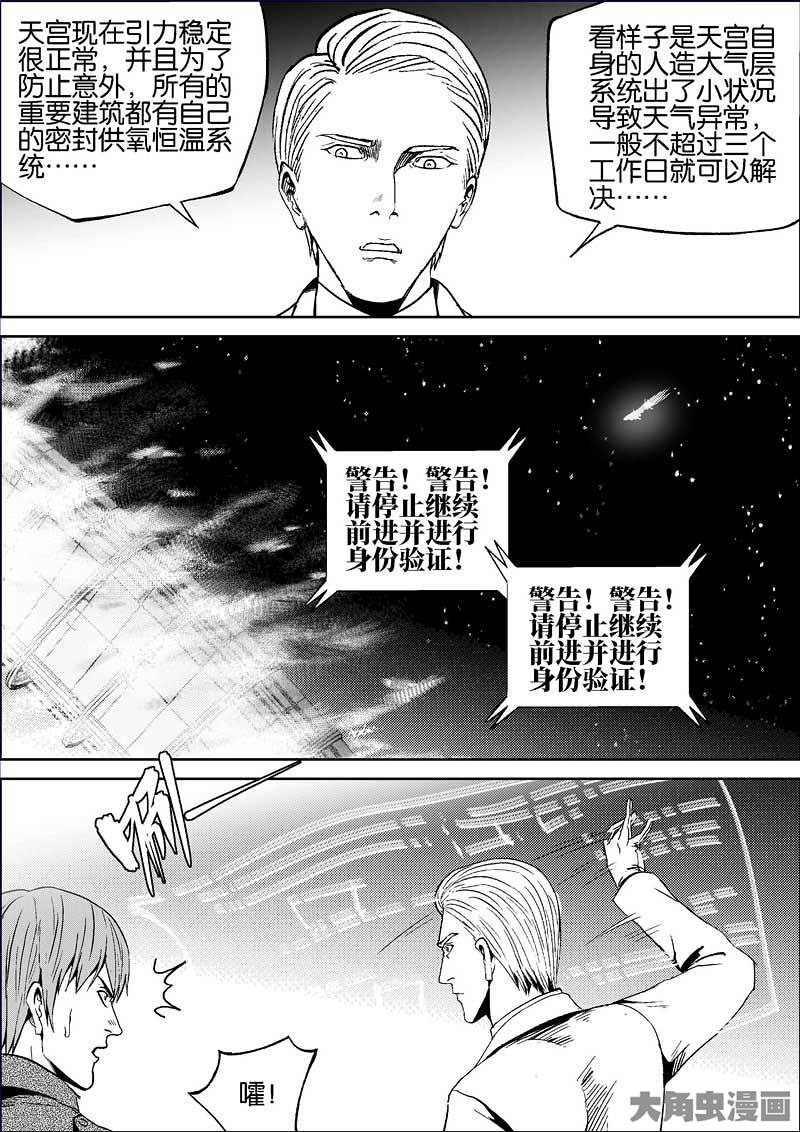 看样子是天宫自
身的人造大气层
系统出了小状况
导致天气异常，
一般不超过三个
工作日就可以解
决……
天宫现在引力稳定
很正常，并且为了
防止意外，所有的
重要建筑都有自己
的密封供氧恒温系
统……
警告！警告！
请停止继续
前进并进行
身份验证！
警告！警告！
请停止继续
前进并进行
身份验证！
嚯！
大角虫漫画